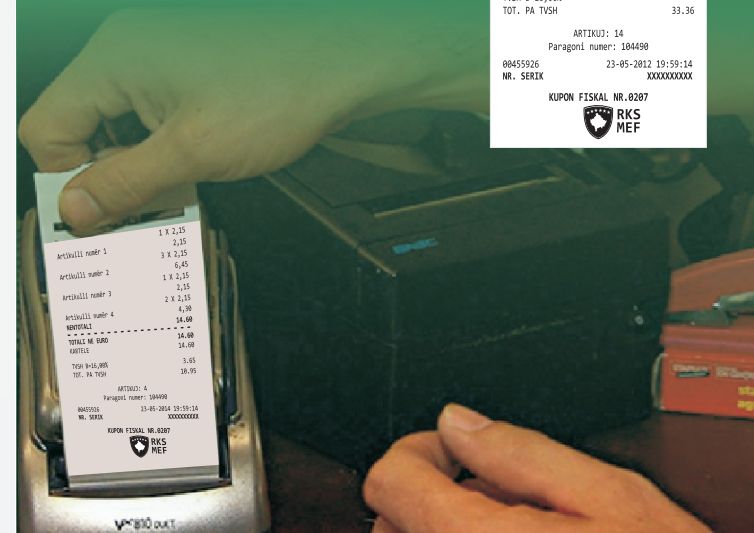 TOT. PA TVSH 33.36
ARTIKUJ: 14
Paragoni numer: 104490
00455926 23-05-2012 19:59:14
NR. SERIK XXXXXXXXXX
KUPON FISKAL NR.0207
RKS
MEF
1 X 2,15
Artikulli numër 1 2,15
3 X 2,15
Artikulli numër 2 6,45
1 X 2,15
Artikulli numër 3 2,15
2 X 2,15
Artikulli numër 4 4,30
NENTOTALI 14.60
TOTALI NE EURO 14.60
KARTELE 14.60
TVSH D=16,00% 3.65
TOT. PA TVSH 10.95
ARTIKUJ: 4
Paragoni numer: 104490
00455926 23-05-2014 19:59:14
NR. SERIK XXXXXXXXXX
KUPON FISKAL NR.0207
RKS
MEF